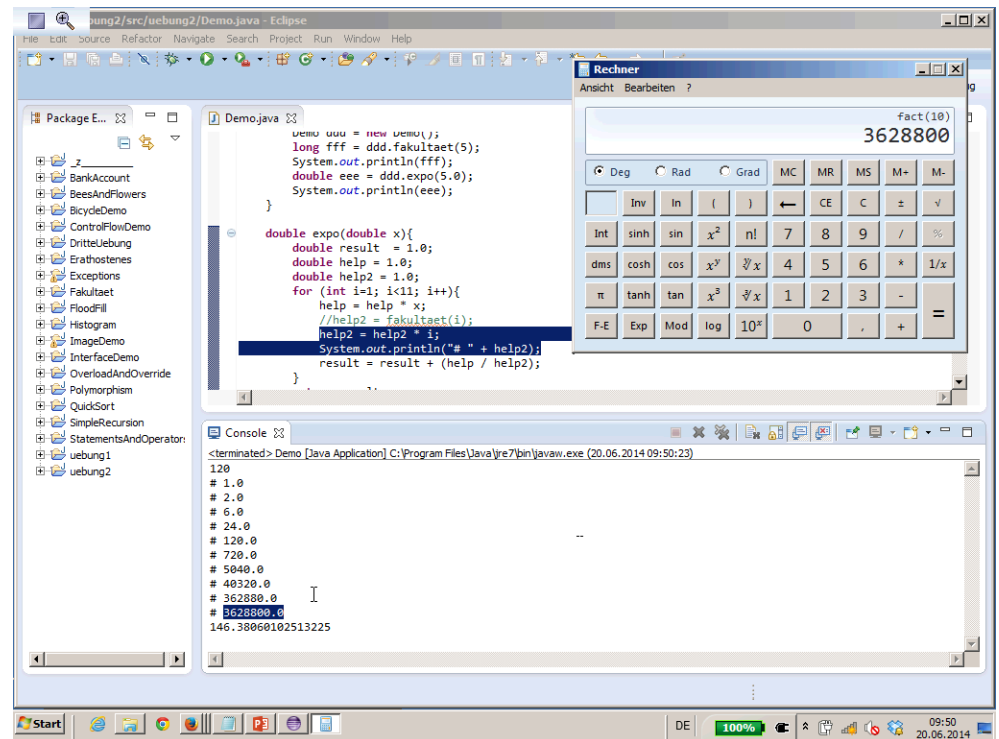 bung2/src/uebung2/Demo.java - Eclipse
File Edit Source Refactor Navigate Search Project Run Window Help
Package E...
_z_________
BankAccount
BeesAndFlowers
BicycleDemo
ControlFlowDemo
DritteUebung
Erathostenes
Exceptions
Fakultaet
FloodFill
Histogram
ImageDemo
InterfaceDemo
OverloadAndOverride
Polymorphism
QuickSort
SimpleRecursion
StatementsAndOperator
uebung1
uebung2
Demo.java
Demo ddd = new Demo();
long fff = ddd.fakultaet(5);
System.out.println(fff);
double eee = ddd.expo(5.0);
System.out.println(eee);
}
double expo(double x){
double result  = 1.0;
double help = 1.0;
double help2 = 1.0;
for (int i=1; i<11; i++){
help = help * x;
//help2 = fakultaet(i);
help2 = help2 * i;
System.out.println("# " + help2);
result = result + (help / help2);
}
Rechner
Ansicht Bearbeiten ?
fact(10)
3628800
Deg Rad Grad MC MR MS M+ M-
Inv ln ( ) ← CE C ± √
Int sinh sin x² n! 7 8 9 / %
dms cosh cos xʸ ʸ√x 4 5 6 * 1/x
π tanh tan x³ ³√x 1 2 3 - =
F-E Exp Mod log 10ˣ 0 , +
Console
<terminated> Demo [Java Application] C:\Program Files\Java\jre7\bin\javaw.exe (20.06.2014 09:50:23)
120
# 1.0
# 2.0
# 6.0
# 24.0
# 120.0
# 720.0
# 5040.0
# 40320.0
# 362880.0
# 3628800.0
146.38060102513225
--
Start
DE
100%
09:50
20.06.2014